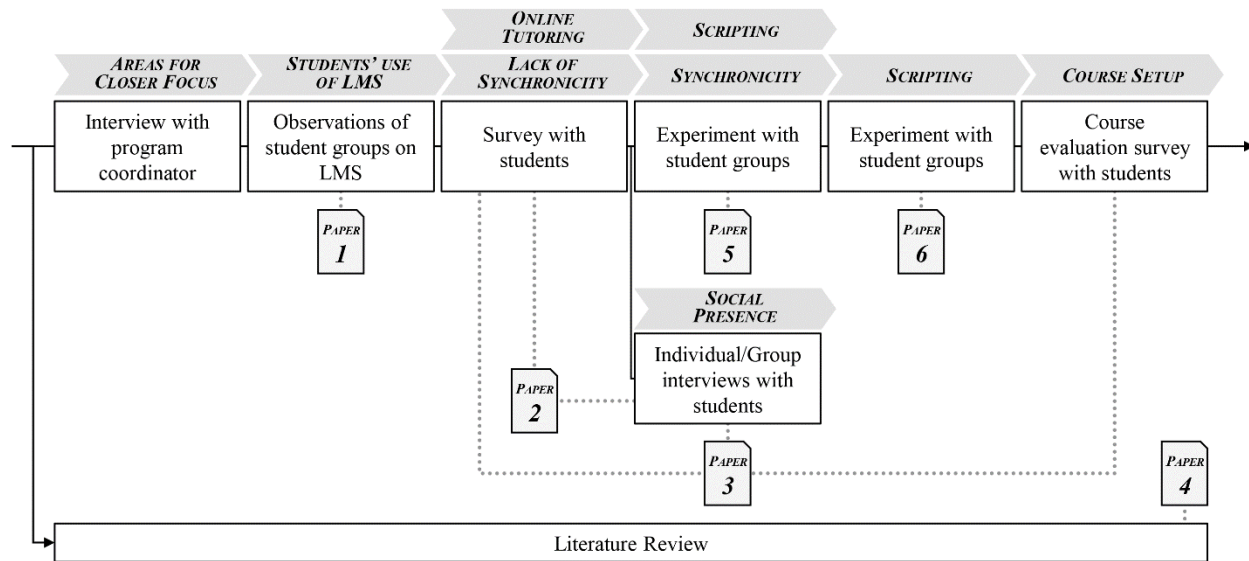 ONLINE
TUTORING
SCRIPTING
AREAS FOR
CLOSER FOCUS
STUDENTS' USE
OF LMS
LACK OF
SYNCHRONICITY
SYNCHRONICITY
SCRIPTING
COURSE SETUP
Interview with
program
coordinator
Observations of
student groups on
LMS
Survey with
students
Experiment with
student groups
Experiment with
student groups
Course
evaluation survey
with students
PAPER
1
PAPER
5
PAPER
6
SOCIAL
PRESENCE
Individual/Group
interviews with
students
PAPER
2
PAPER
3
PAPER
4
Literature Review